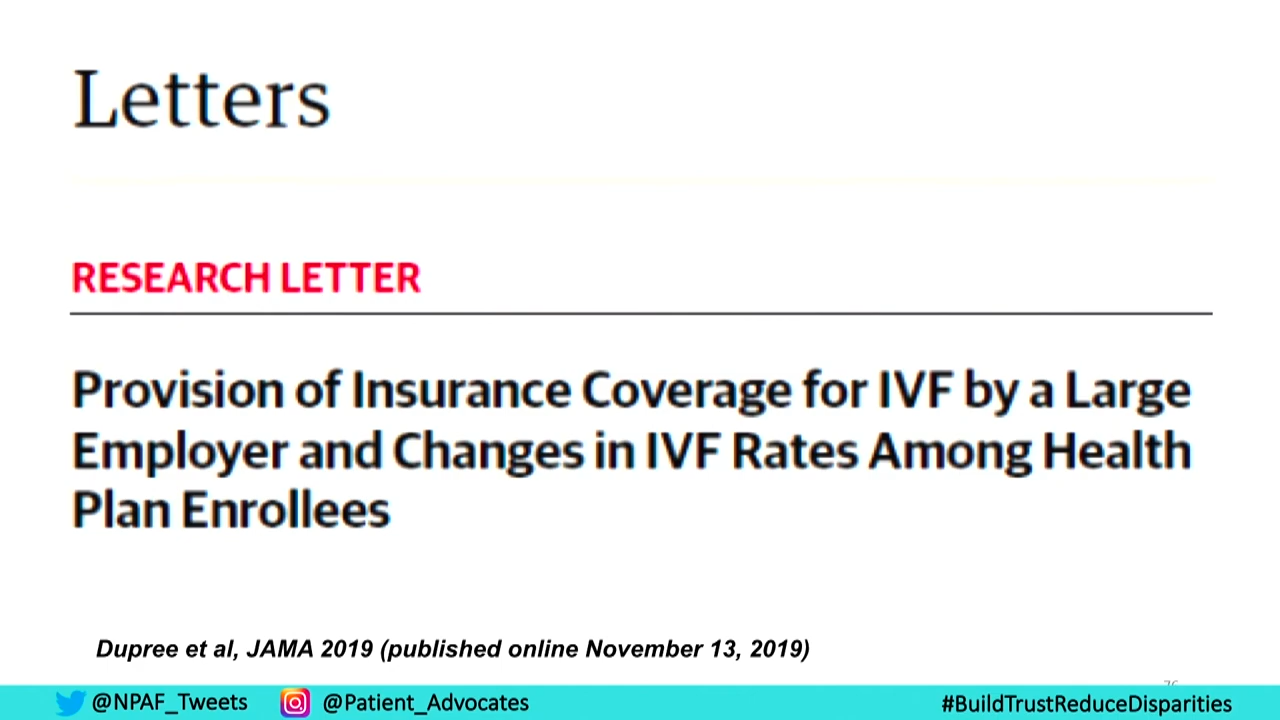 Letters
RESEARCH LETTER
Provision of Insurance Coverage for IVF by a Large
Employer and Changes in IVF Rates Among Health
Plan Enrollees
Dupree et al, JAMA 2019 (published online November 13, 2019)
@NPAF_Tweets @Patient_Advocates #BuildTrustReduceDisparities